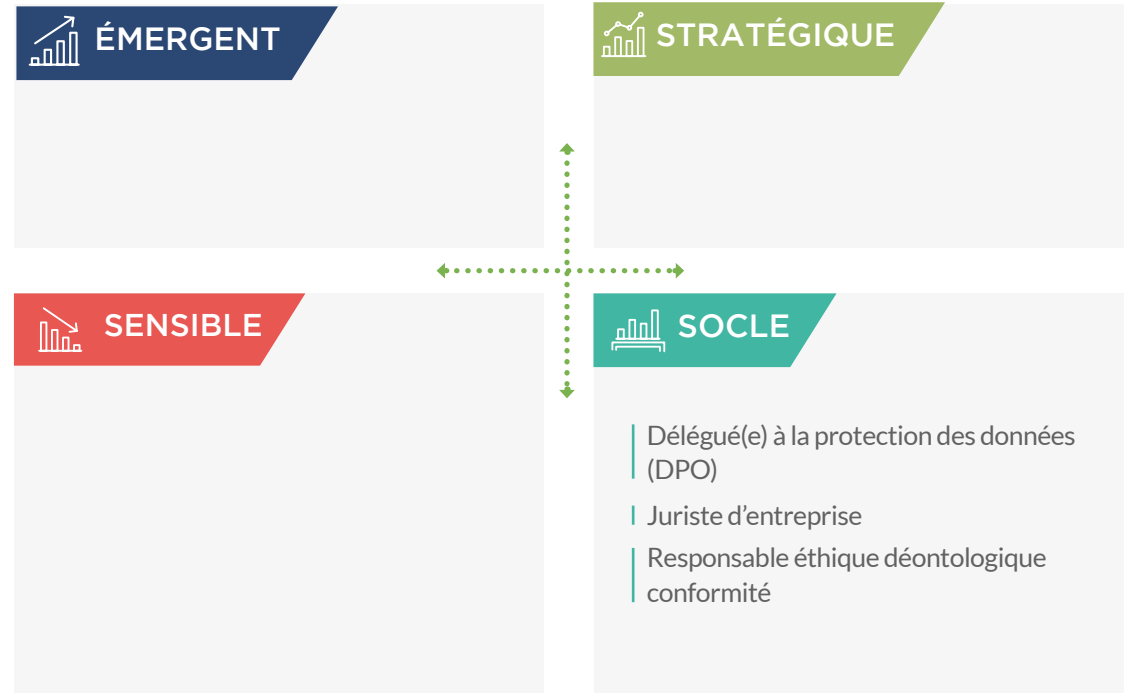 ÉMERGENT
STRATÉGIQUE
SENSIBLE
SOCLE
Délégué(e) à la protection des données
(DPO)
Juriste d’entreprise
Responsable éthique déontologique
conformité